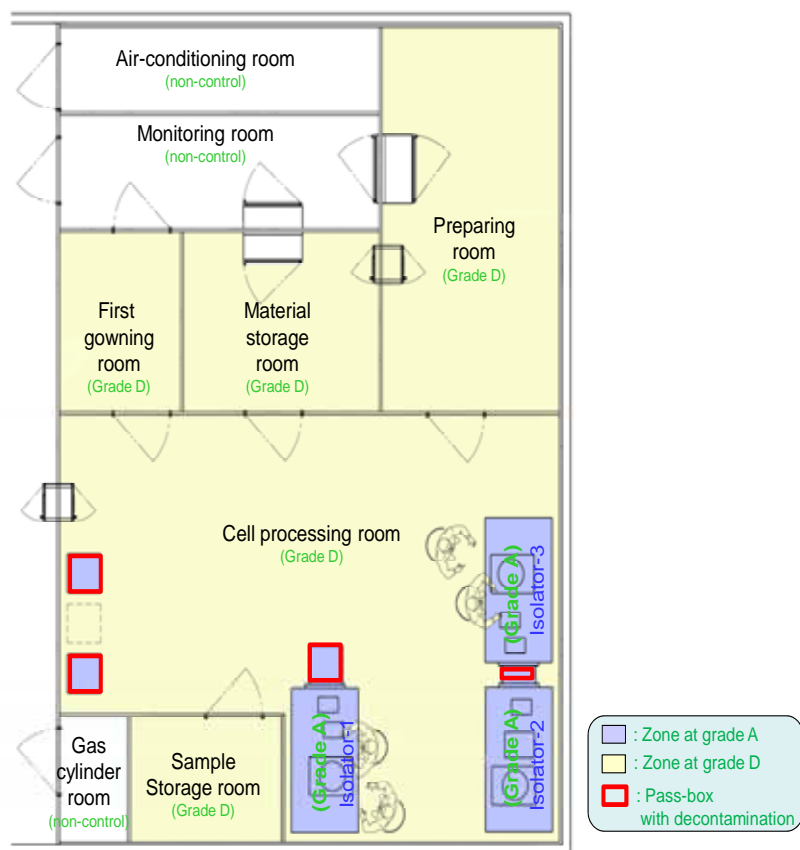 Air-conditioning room
(non-control)
Monitoring room
(non-control)
Preparing
room
(Grade D)
First
gowning
room
(Grade D)
Material
storage
room
(Grade D)
Cell processing room
(Grade D)
(Grade A)
Isolator-3
(Grade A)
Isolator-1
(Grade A)
Isolator-2
Gas
cylinder
room
(non-control)
Sample
Storage room
(Grade D)
: Zone at grade A
: Zone at grade D
: Pass-box
with decontamination